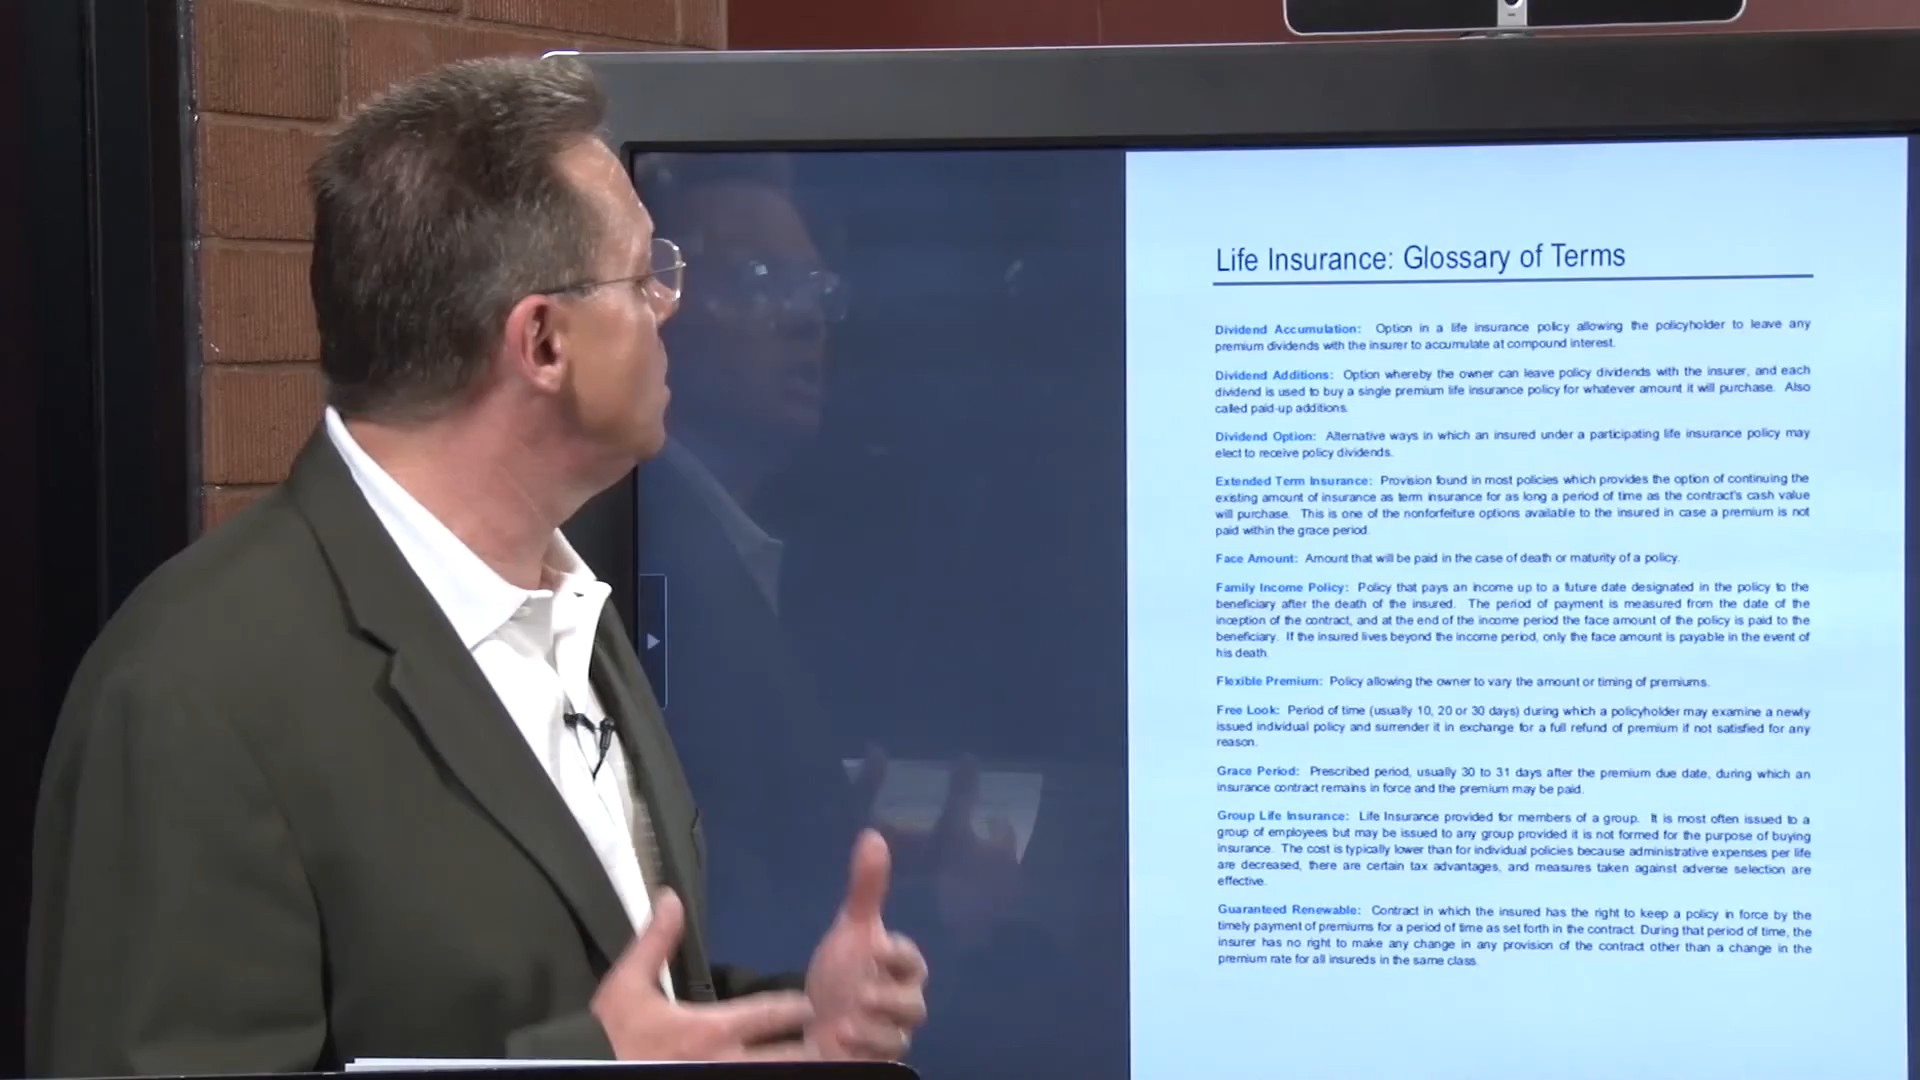 Life Insurance: Glossary of Terms
Dividend Accumulation: Option in a life insurance policy allowing the policyholder to leave any
premium dividends with the insurer to accumulate at compound interest.
Dividend Additions: Option whereby the owner can leave policy dividends with the insurer, and each
dividend is used to buy a single premium life insurance policy for whatever amount it will purchase. Also
called paid-up additions.
Dividend Option: Alternative ways in which an insured under a participating life insurance policy may
elect to receive policy dividends.
Extended Term Insurance: Provision found in most policies which provides the option of continuing the
existing amount of insurance as term insurance for as long a period of time as the contract's cash value
will purchase. This is one of the nonforfeiture options available to the insured in case a premium is not
paid within the grace period.
Face Amount: Amount that will be paid in the case of death or maturity of a policy.
Family Income Policy: Policy that pays an income up to a future date designated in the policy to the
beneficiary after the death of the insured. The period of payment is measured from the date of the
inception of the contract, and at the end of the income period the face amount of the policy is paid to the
beneficiary. If the insured lives beyond the income period, only the face amount is payable in the event of
his death.
Flexible Premium: Policy allowing the owner to vary the amount or timing of premiums.
Free Look: Period of time (usually 10, 20 or 30 days) during which a policyholder may examine a newly
issued individual policy and surrender it in exchange for a full refund of premium if not satisfied for any
reason.
Grace Period: Prescribed period, usually 30 to 31 days after the premium due date, during which an
insurance contract remains in force and the premium may be paid.
Group Life Insurance: Life Insurance provided for members of a group. It is most often issued to a
group of employees but may be issued to any group provided it is not formed for the purpose of buying
insurance. The cost is typically lower than for individual policies because administrative expenses per life
are decreased, there are certain tax advantages, and measures taken against adverse selection are
effective.
Guaranteed Renewable: Contract in which the insured has the right to keep a policy in force by the
timely payment of premiums for a period of time as set forth in the contract. During that period of time, the
insurer has no right to make any change in any provision of the contract other than a change in the
premium rate for all insureds in the same class.